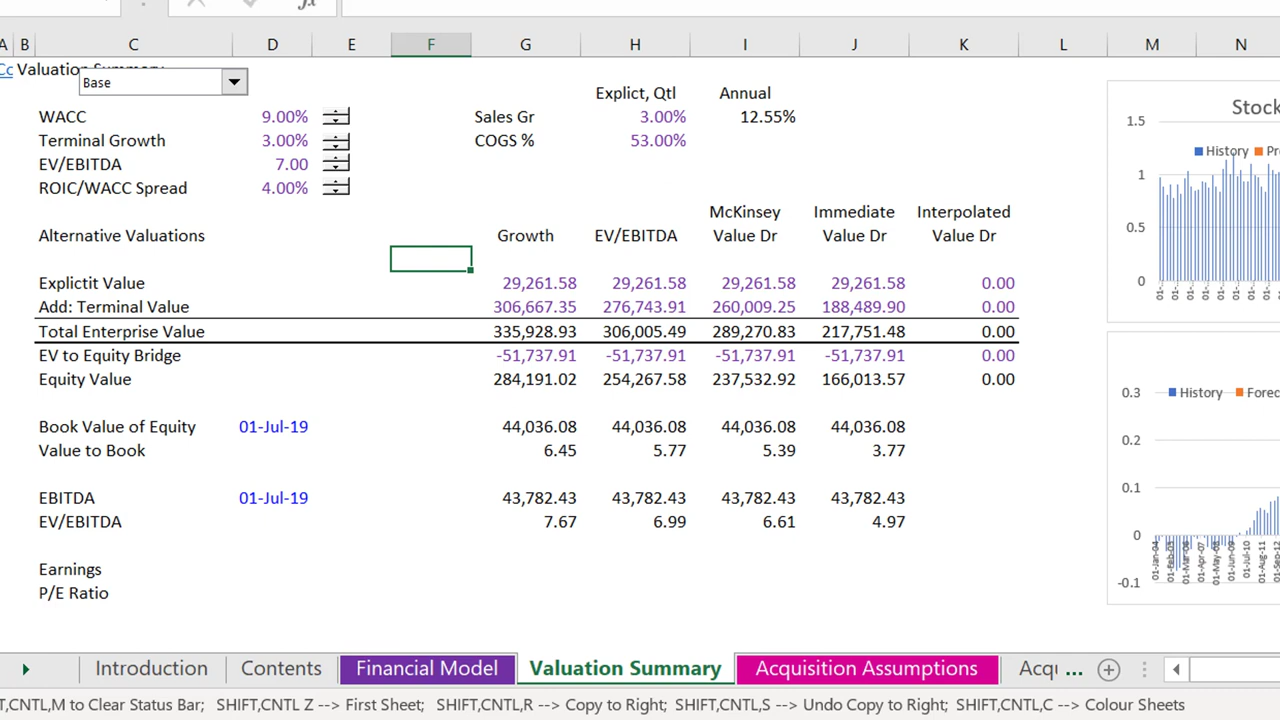 fx
A B C D E F G H I J K L M N
Valuation Summary
Base
Explict, Qtl Annual
WACC 9.00% Sales Gr 3.00% 12.55%
Terminal Growth 3.00% COGS % 53.00%
EV/EBITDA 7.00
ROIC/WACC Spread 4.00%
McKinsey Immediate Interpolated
Alternative Valuations Growth EV/EBITDA Value Dr Value Dr Value Dr
Explictit Value 29,261.58 29,261.58 29,261.58 29,261.58 0.00
Add: Terminal Value 306,667.35 276,743.91 260,009.25 188,489.90 0.00
Total Enterprise Value 335,928.93 306,005.49 289,270.83 217,751.48 0.00
EV to Equity Bridge -51,737.91 -51,737.91 -51,737.91 -51,737.91 0.00
Equity Value 284,191.02 254,267.58 237,532.92 166,013.57 0.00
Book Value of Equity 01-Jul-19 44,036.08 44,036.08 44,036.08 44,036.08
Value to Book 6.45 5.77 5.39 3.77
EBITDA 01-Jul-19 43,782.43 43,782.43 43,782.43 43,782.43
EV/EBITDA 7.67 6.99 6.61 4.97
Earnings
P/E Ratio
Stock
1.5
History Pr
1
0.5
0
0.3
History Forec
0.2
0.1
0
-0.1
Introduction Contents Financial Model Valuation Summary Acquisition Assumptions Acqu ...
T,CNTL,M to Clear Status Bar; SHIFT,CNTL Z --> First Sheet; SHIFT,CNTL,R --> Copy to Right; SHIFT,CNTL,S --> Undo Copy to Right; SHIFT,CNTL,C --> Colour Sheets